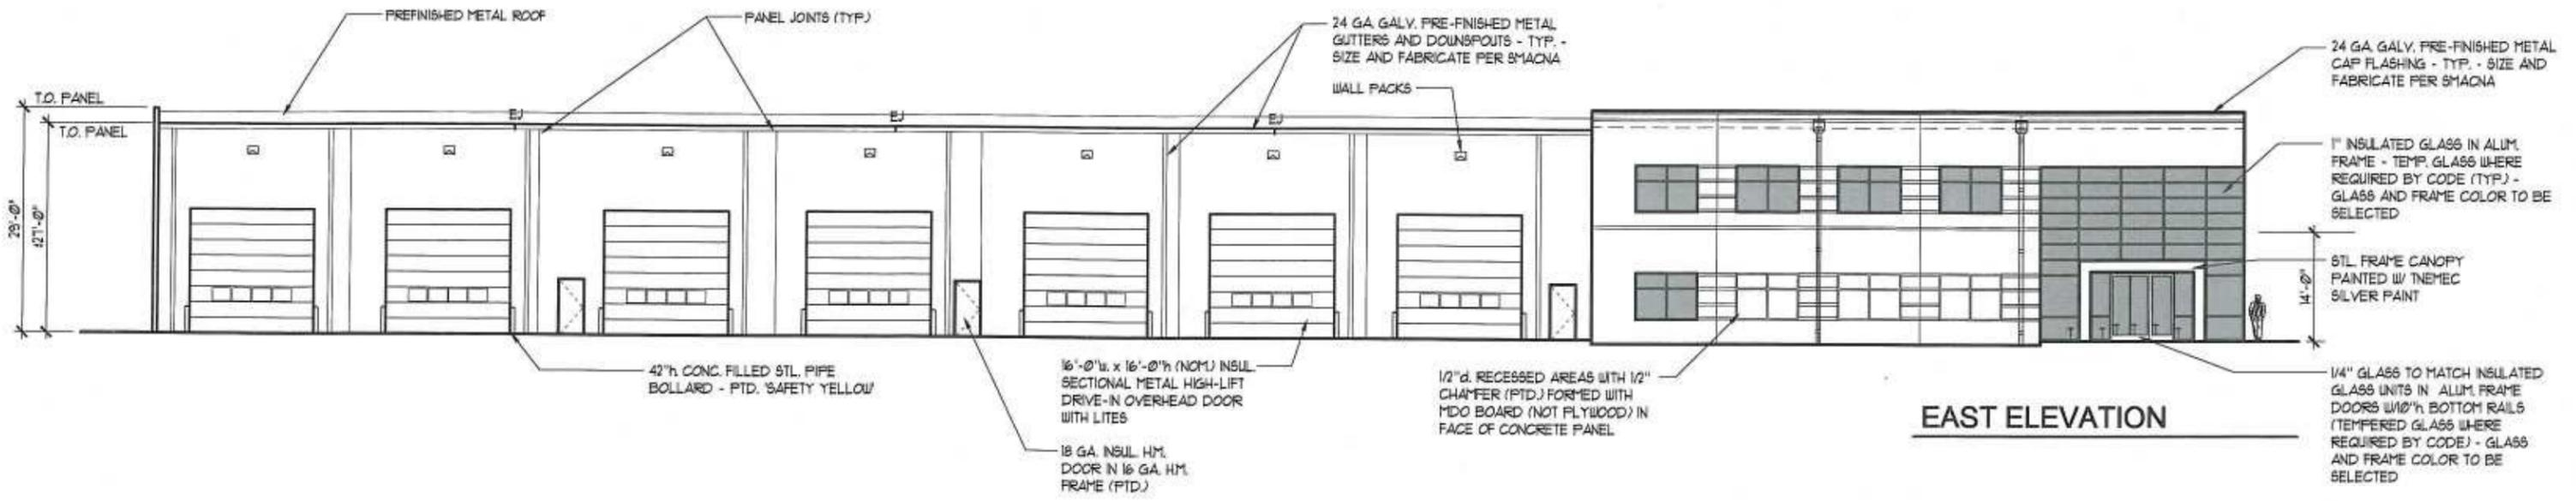 PREFINISHED METAL ROOF
PANEL JOINTS (TYP.)
24 GA. GALV. PRE-FINISHED METAL
GUTTERS AND DOWNSPOUTS - TYP. -
SIZE AND FABRICATE PER SMACNA
WALL PACKS
24 GA. GALV. PRE-FINISHED METAL
CAP FLASHING - TYP. - SIZE AND
FABRICATE PER SMACNA
T.O. PANEL
T.O. PANEL
EJ
EJ
EJ
1" INSULATED GLASS IN ALUM.
FRAME - TEMP. GLASS WHERE
REQUIRED BY CODE (TYP.) -
GLASS AND FRAME COLOR TO BE
SELECTED
29'-0"
±27'-0"
STL. FRAME CANOPY
PAINTED W/ TNEMEC
SILVER PAINT
14'-0"
42"h. CONC. FILLED STL. PIPE
BOLLARD - PTD. 'SAFETY YELLOW'
16'-0"w. x 16'-0"h (NOM.) INSUL.
SECTIONAL METAL HIGH-LIFT
DRIVE-IN OVERHEAD DOOR
WITH LITES
18 GA. INSUL. H.M.
DOOR IN 16 GA. H.M.
FRAME (PTD.)
1/2"d. RECESSED AREAS WITH 1/2"
CHAMFER (PTD.) FORMED WITH
MDO BOARD (NOT PLYWOOD) IN
FACE OF CONCRETE PANEL
EAST ELEVATION
1/4" GLASS TO MATCH INSULATED
GLASS UNITS IN ALUM. FRAME
DOORS W/10"h BOTTOM RAILS
(TEMPERED GLASS WHERE
REQUIRED BY CODE) - GLASS
AND FRAME COLOR TO BE
SELECTED